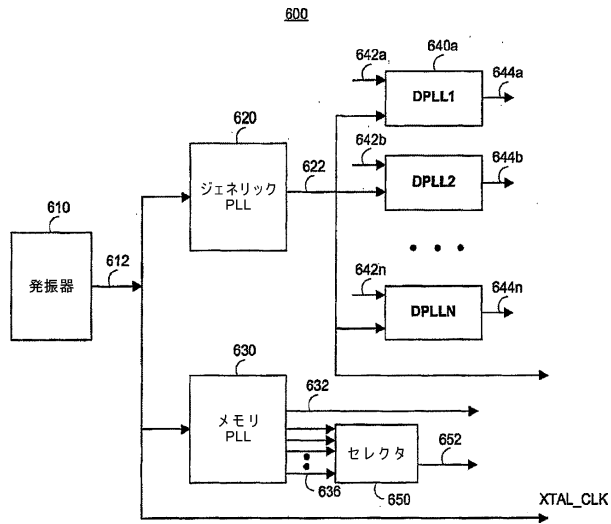 600
640a
642a
644a
DPLL1
620
642b
644b
ジェネリック
PLL
622
DPLL2
610
612
発振器
642n
644n
DPLLN
630
632
メモリ
PLL
セレクタ
652
636
650
XTAL_CLK